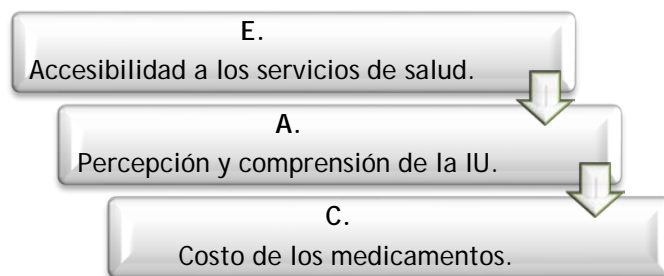 E.
Accesibilidad a los servicios de salud.
A.
Percepción y comprensión de la IU.
C.
Costo de los medicamentos.